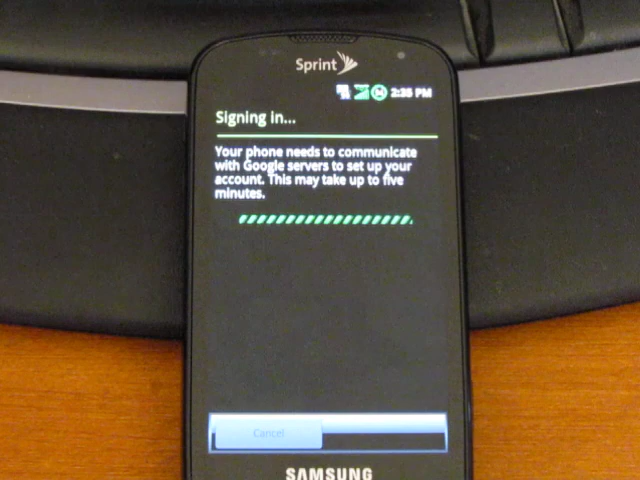 Sprint
2:35 PM
Signing in...
Your phone needs to communicate
with Google servers to set up your
account. This may take up to five
minutes.
Cancel
SAMSUNG